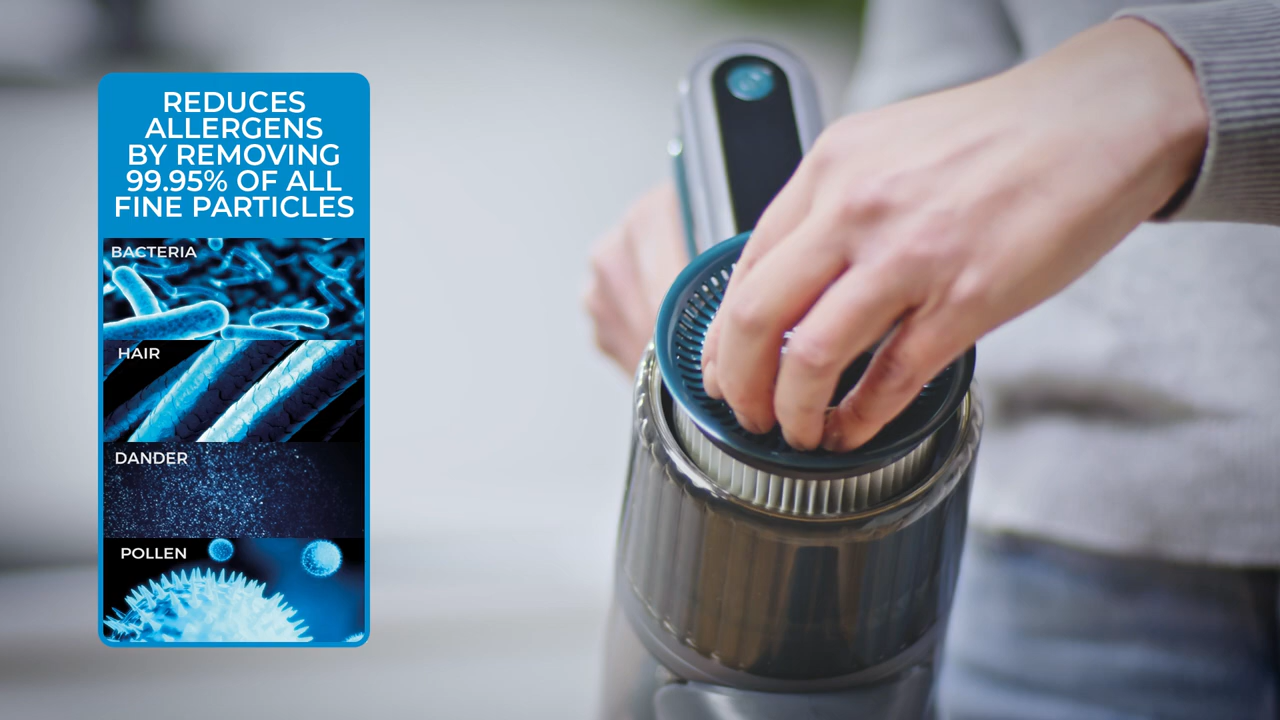 REDUCES
ALLERGENS
BY REMOVING
99.95% OF ALL
FINE PARTICLES
BACTERIA
HAIR
DANDER
POLLEN